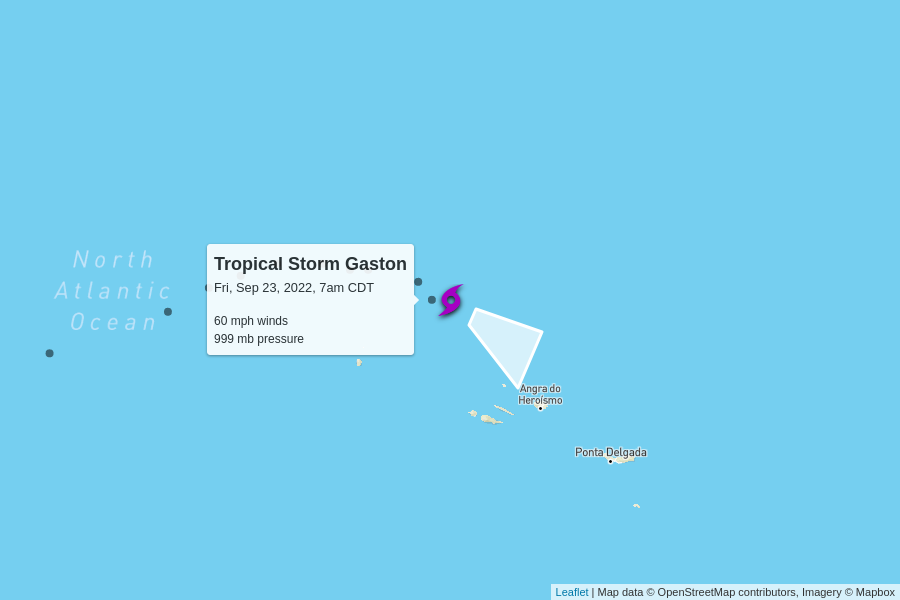 North
Atlantic
Ocean
Tropical Storm Gaston
Fri, Sep 23, 2022, 7am CDT
60 mph winds
999 mb pressure
Angra do
Heroísmo
Ponta Delgada
Leaflet | Map data © OpenStreetMap contributors, Imagery © Mapbox